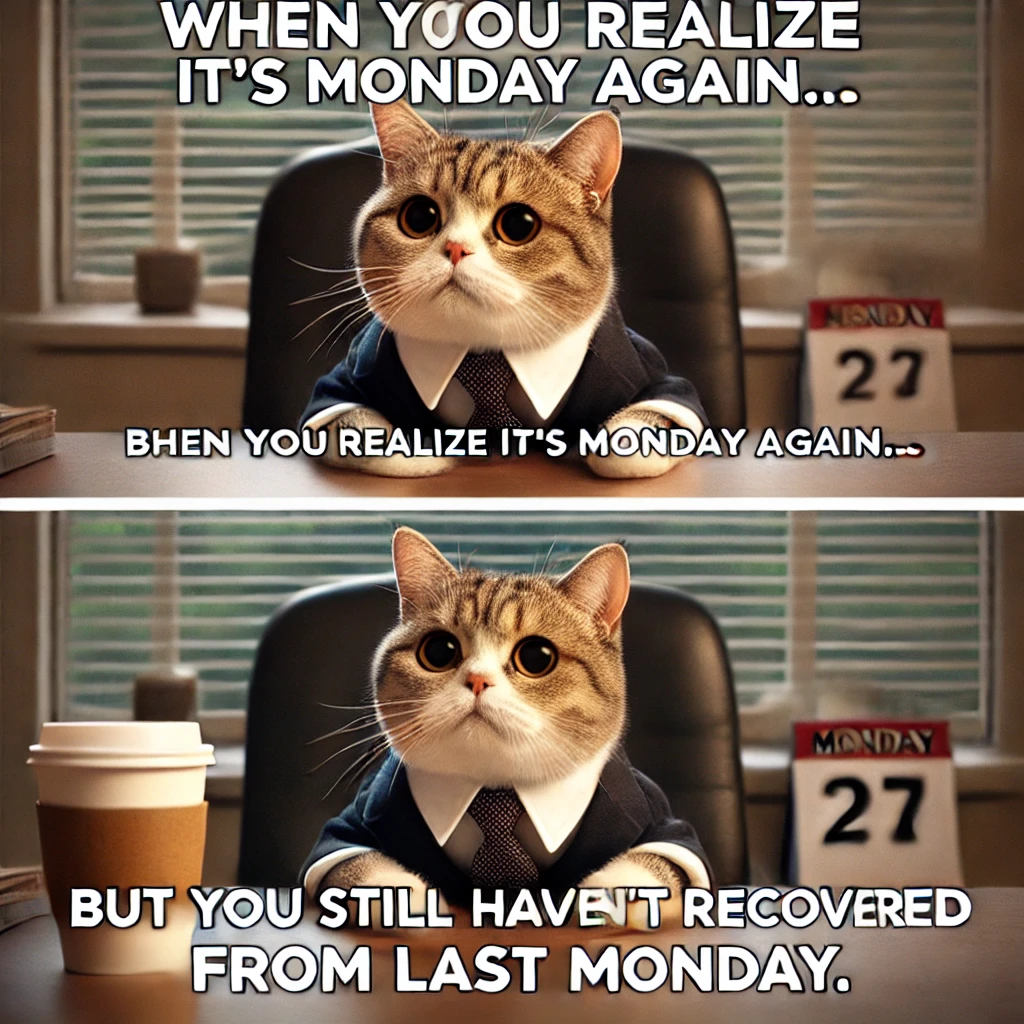 WHEN YOOU REALIZE
IT'S MONDAY AGAIN...
MONDAY
27
BHEN YOU REALIZE IT'S MONDAY AGAIN...
MONDAY
27
BUT YOU STILL HAVEN'T RECOVERED
FROM LAST MONDAY.